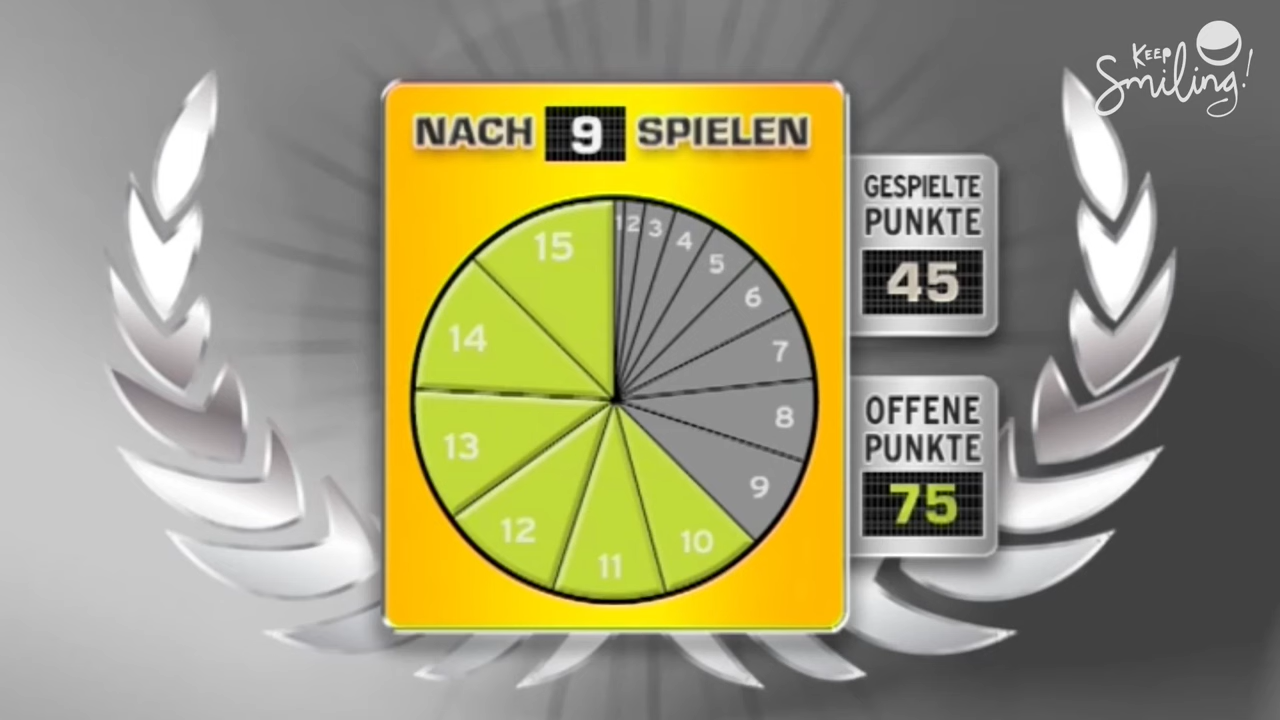 KEEP
Smiling!
NACH 9 SPIELEN
1 2 3 4 5 6 7 8 9 10 11 12 13 14 15
GESPIELTE
PUNKTE
45
OFFENE
PUNKTE
75